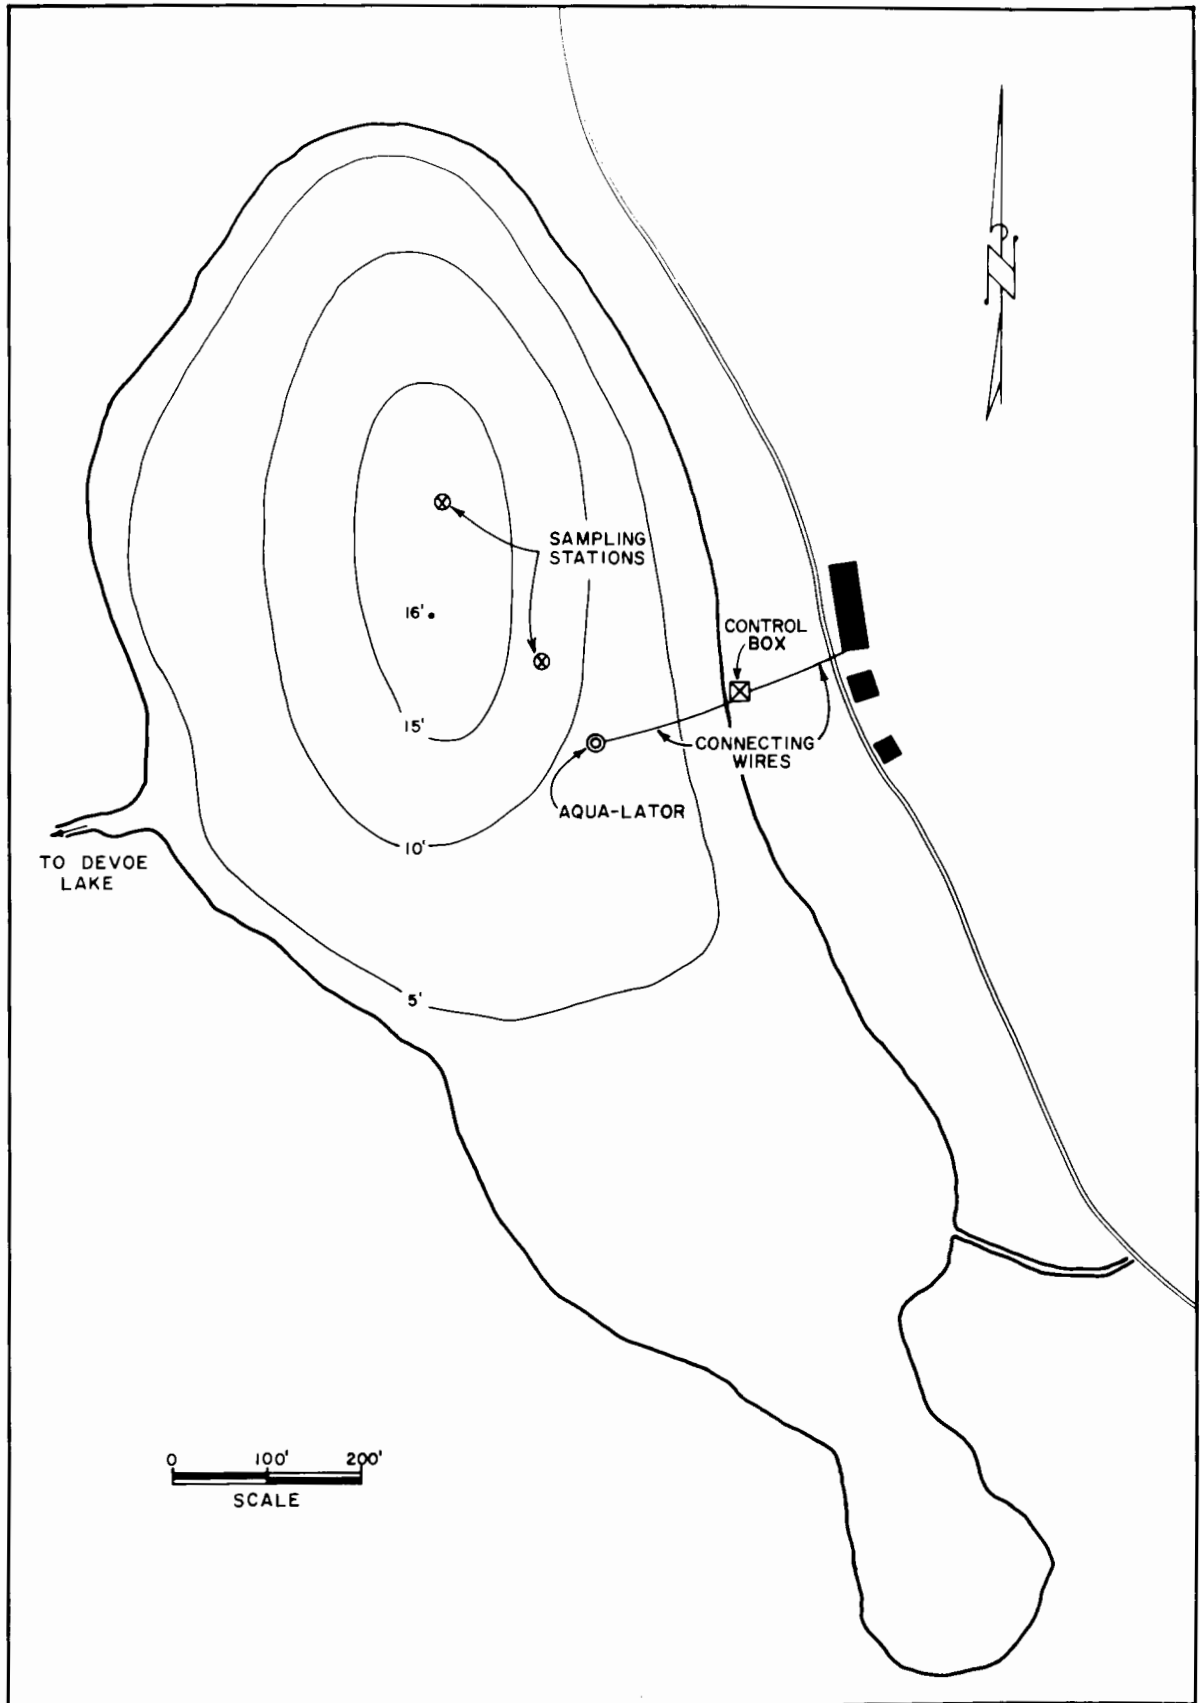 N
SAMPLING
STATIONS
16'
CONTROL
BOX
15'
CONNECTING
WIRES
AQUA-LATOR
10'
TO DEVOE
LAKE
5'
0 100' 200'
SCALE